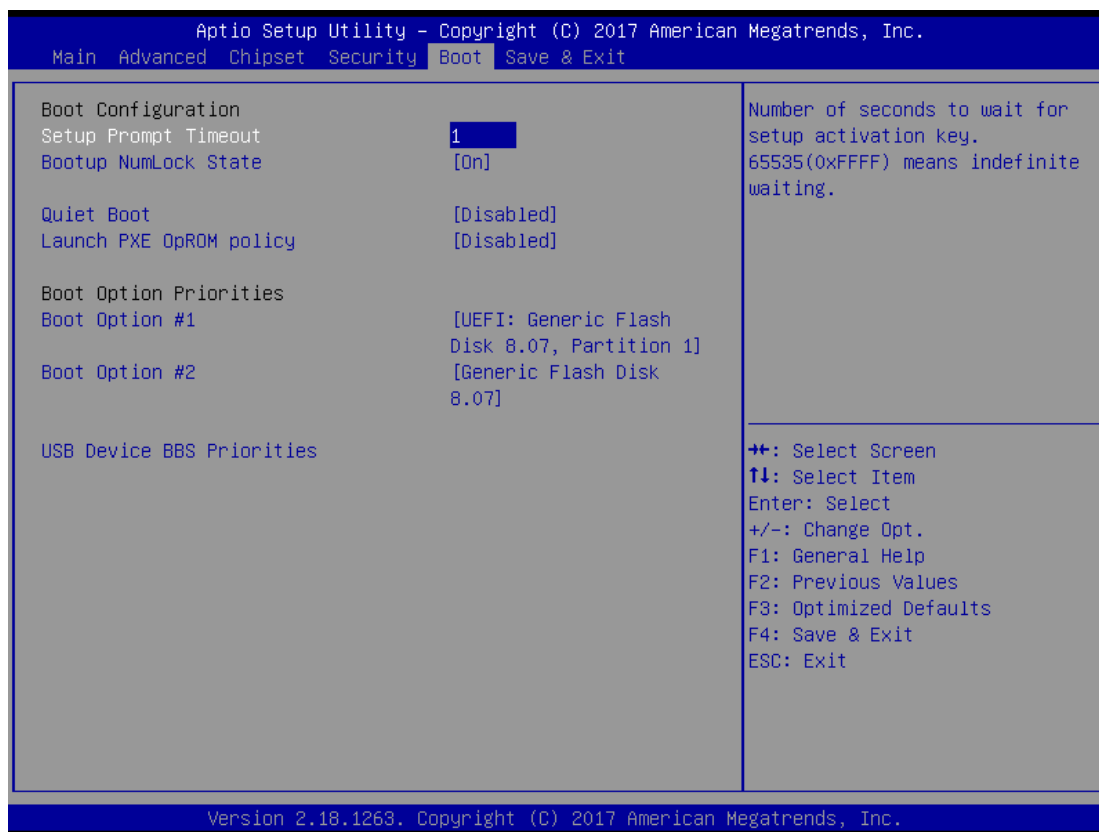 Aptio Setup Utility – Copyright (C) 2017 American Megatrends, Inc.
Main Advanced Chipset Security Boot Save & Exit
Boot Configuration
Setup Prompt Timeout 1
Bootup NumLock State [On]
Quiet Boot [Disabled]
Launch PXE OpROM policy [Disabled]
Boot Option Priorities
Boot Option #1 [UEFI: Generic Flash
Disk 8.07, Partition 1]
Boot Option #2 [Generic Flash Disk
8.07]
USB Device BBS Priorities
Number of seconds to wait for
setup activation key.
65535(0xFFFF) means indefinite
waiting.
→←: Select Screen
↑↓: Select Item
Enter: Select
+/-: Change Opt.
F1: General Help
F2: Previous Values
F3: Optimized Defaults
F4: Save & Exit
ESC: Exit
Version 2.18.1263. Copyright (C) 2017 American Megatrends, Inc.